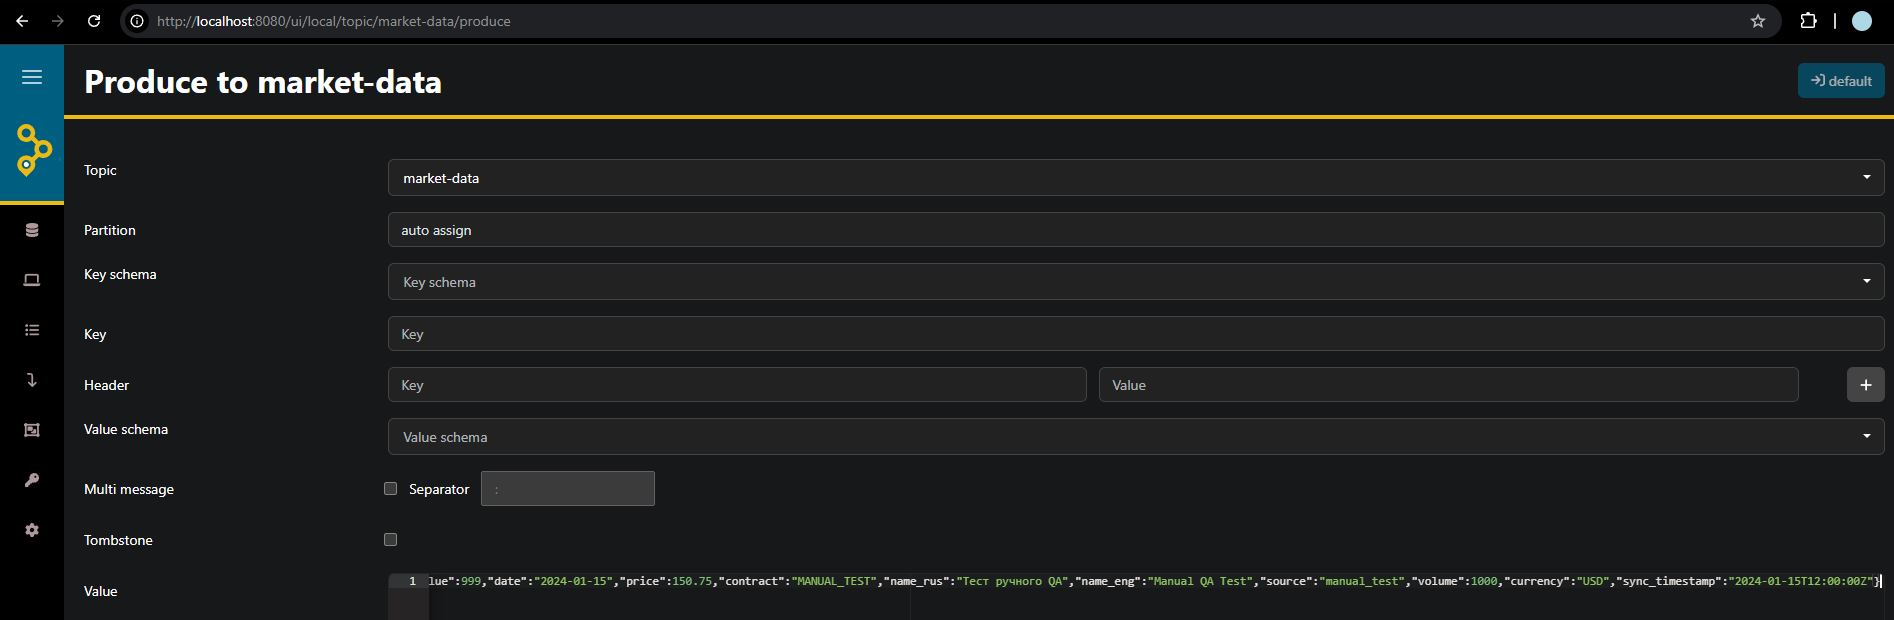 http://localhost:8080/ui/local/topic/market-data/produce
Produce to market-data
default
Topic
market-data
Partition
auto assign
Key schema
Key schema
Key
Key
Header
Key
Value
+
Value schema
Value schema
Multi message
Separator
:
Tombstone
Value
1
lue":999,"date":"2024-01-15","price":150.75,"contract":"MANUAL_TEST","name_rus":"Тест ручного QA","name_eng":"Manual QA Test","source":"manual_test","volume":1000,"currency":"USD","sync_timestamp":"2024-01-15T12:00:00Z"}